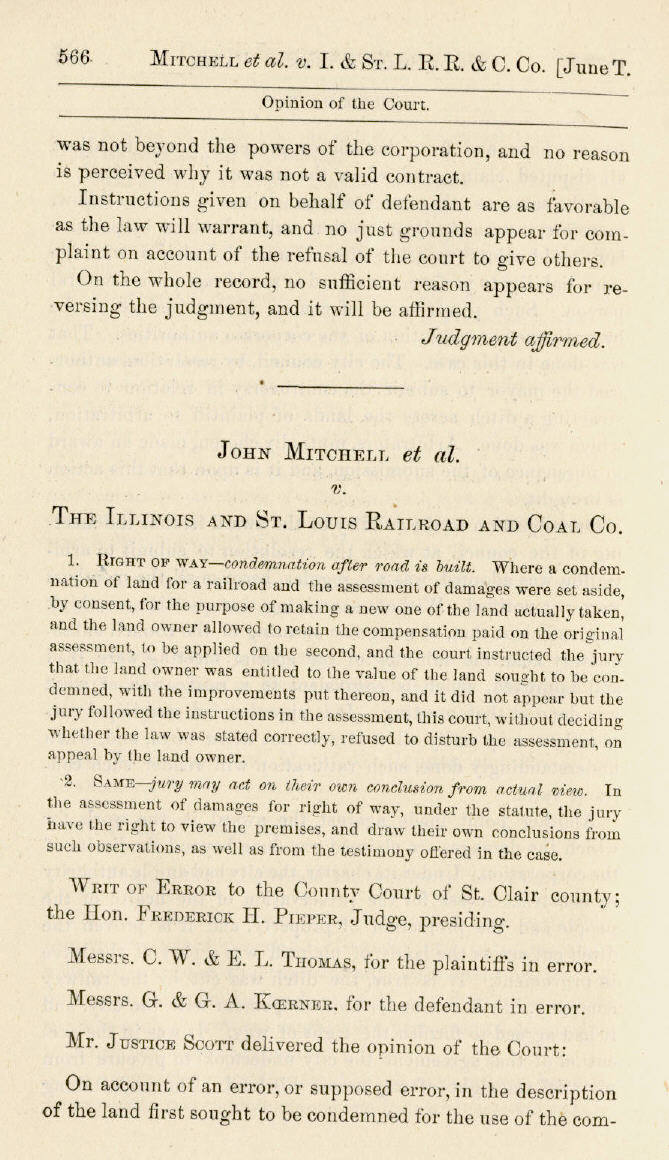 566 MITCHELL et al. v. I. & ST. L. R. R. & C. CO. [June T.
Opinion of the Court.
was not beyond the powers of the corporation, and no reason
is perceived why it was not a valid contract.
Instructions given on behalf of defendant are as favorable
as the law will warrant, and no just grounds appear for com-
plaint on account of the refusal of the court to give others.
On the whole record, no sufficient reason appears for re-
versing the judgment, and it will be affirmed.
Judgment affirmed.
JOHN MITCHELL et al.
v.
THE ILLINOIS AND ST. LOUIS RAILROAD AND COAL CO.
1. RIGHT OF WAY—condemnation after road is built. Where a condem-
nation of land for a railroad and the assessment of damages were set aside,
by consent, for the purpose of making a new one of the land actually taken,
and the land owner allowed to retain the compensation paid on the original
assessment, to be applied on the second, and the court instructed the jury
that the land owner was entitled to the value of the land sought to be con-
demned, with the improvements put thereon, and it did not appear but the
jury followed the instructions in the assessment, this court, without deciding
whether the law was stated correctly, refused to disturb the assessment, on
appeal by the land owner.
2. SAME—jury may act on their own conclusion from actual view. In
the assessment of damages for right of way, under the statute, the jury
have the right to view the premises, and draw their own conclusions from
such observations, as well as from the testimony offered in the case.
WRIT OF ERROR to the County Court of St. Clair county;
the Hon. FREDERICK H. PIEPER, Judge, presiding.
Messrs. C. W. & E. L. THOMAS, for the plaintiffs in error.
Messrs. G. & G. A. KŒRNER, for the defendant in error.
Mr. JUSTICE SCOTT delivered the opinion of the Court:
On account of an error, or supposed error, in the description
of the land first sought to be condemned for the use of the com-